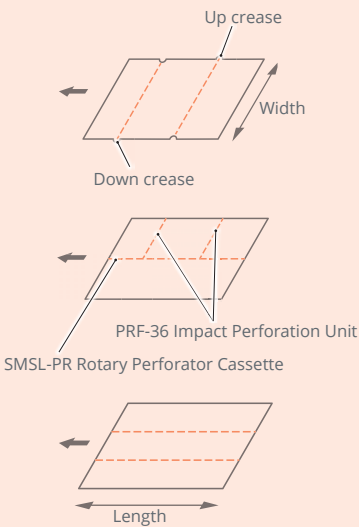 Up crease
Width
Down crease
PRF-36 Impact Perforation Unit
SMSL-PR Rotary Perforator Cassette
Length